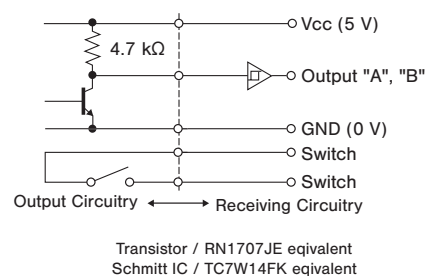 Vcc (5 V)
4.7 kΩ
Output "A", "B"
GND (0 V)
Switch
Switch
Output Circuitry
Receiving Circuitry
Transistor / RN1707JE eqivalent
Schmitt IC / TC7W14FK eqivalent